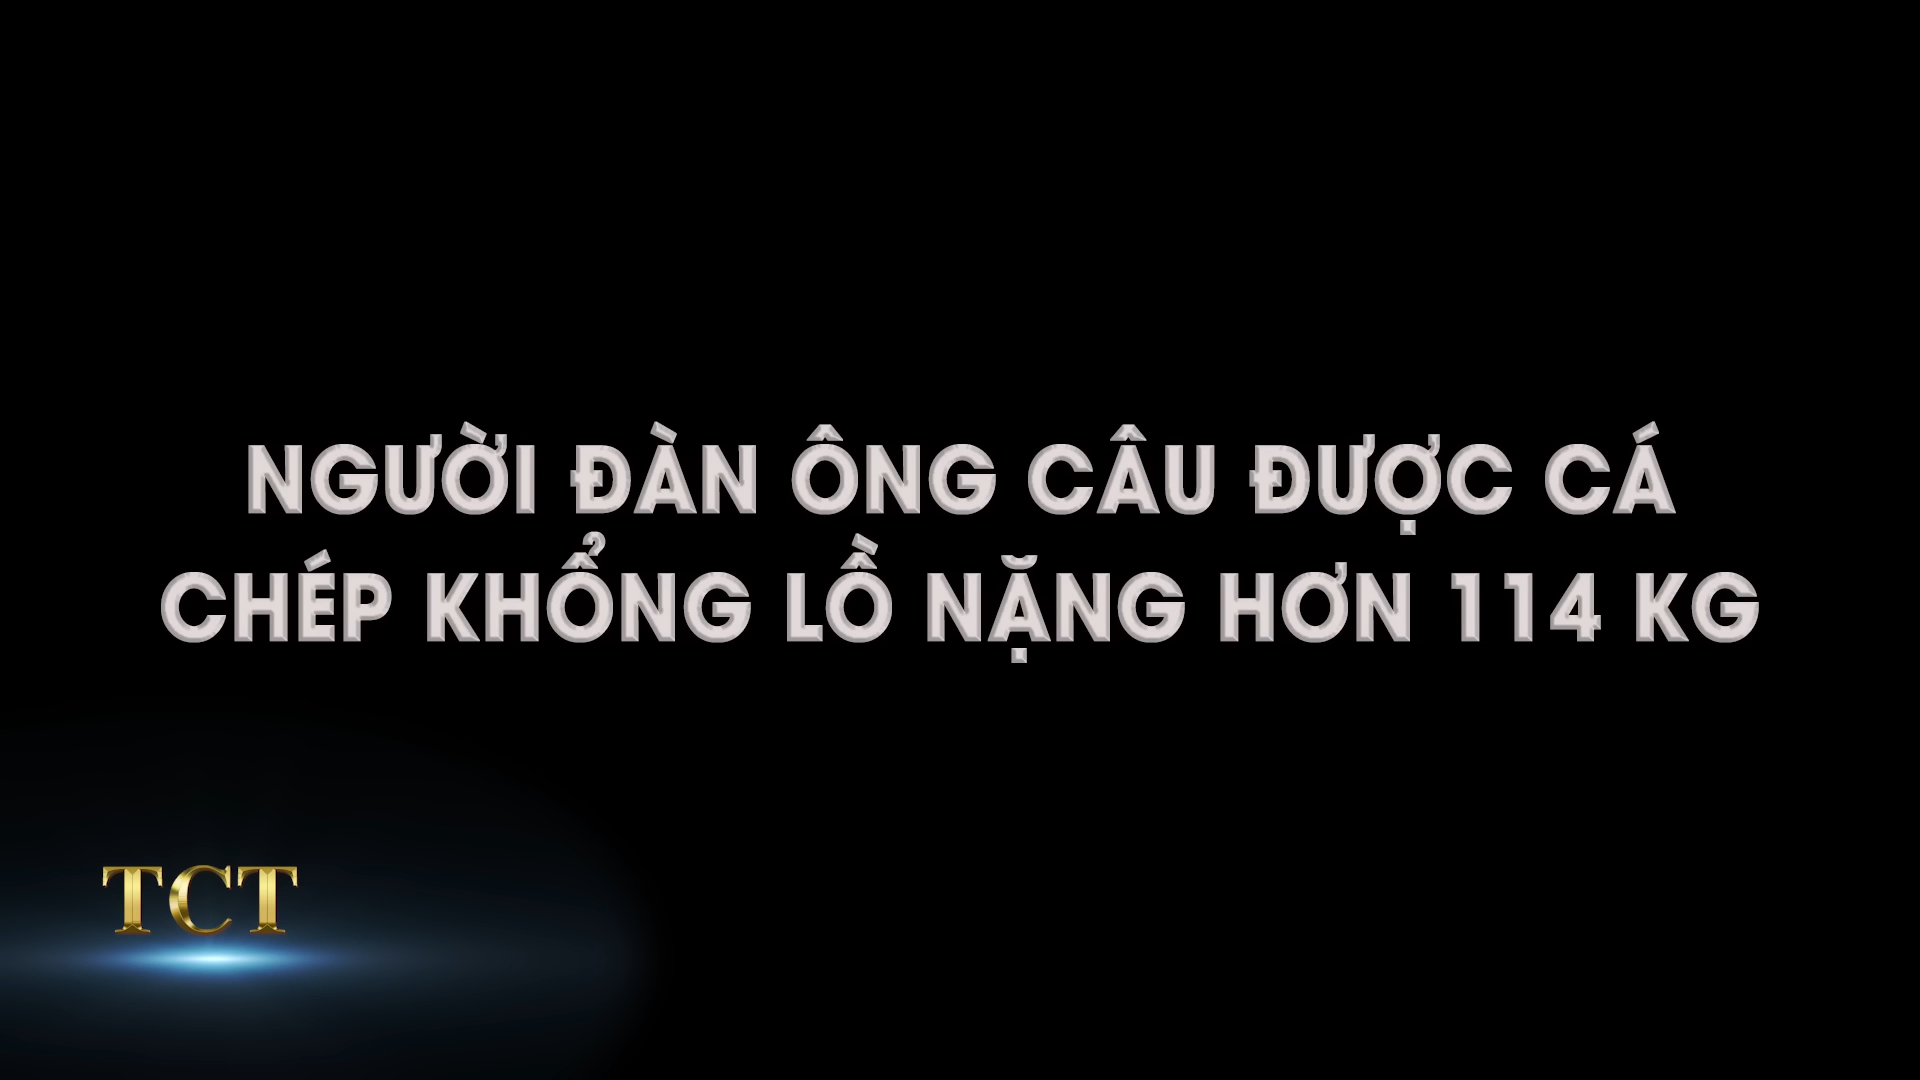 NGƯỜI ĐÀN ÔNG CÂU ĐƯỢC CÁ
CHÉP KHỔNG LỒ NẶNG HƠN 114 KG
TCT